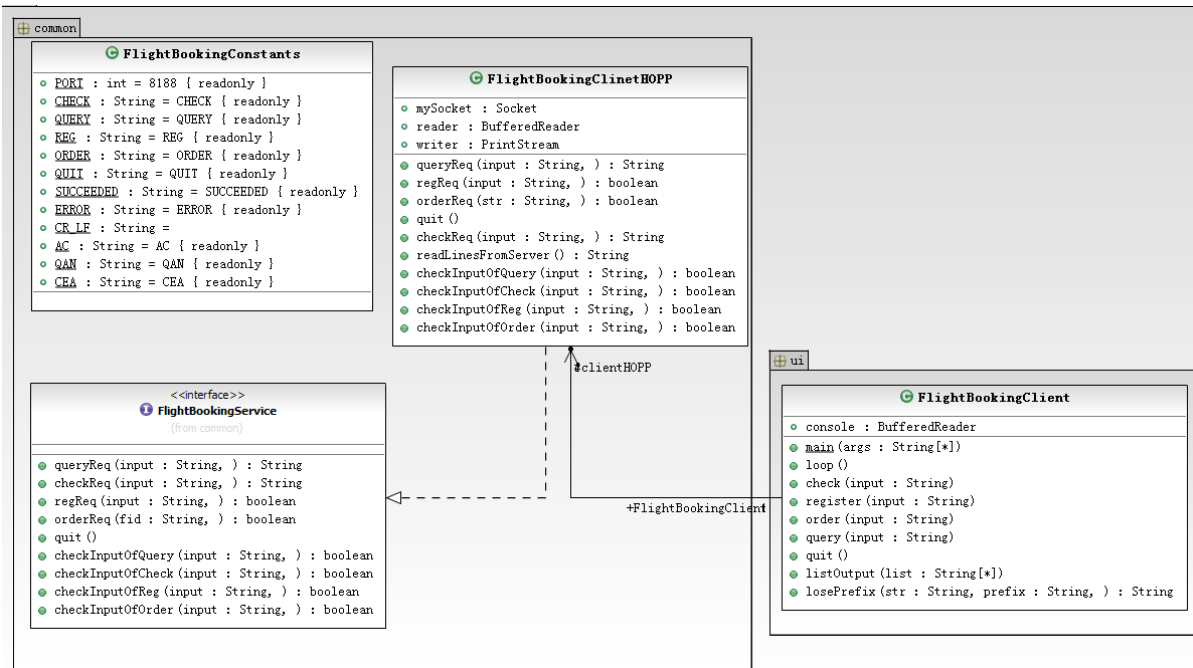 common
FlightBookingConstants
PORT : int = 8188 { readonly }
CHECK : String = CHECK { readonly }
QUERY : String = QUERY { readonly }
REG : String = REG { readonly }
ORDER : String = ORDER { readonly }
QUIT : String = QUIT { readonly }
SUCCEEDED : String = SUCCEEDED { readonly }
ERROR : String = ERROR { readonly }
CR_LF : String =
AC : String = AC { readonly }
QAN : String = QAN { readonly }
CEA : String = CEA { readonly }
FlightBookingClinetHOPP
mySocket : Socket
reader : BufferedReader
writer : PrintStream
queryReq (input : String, ) : String
regReq (input : String, ) : boolean
orderReq (str : String, ) : boolean
quit ()
checkReq (input : String, ) : String
readLinesFromServer () : String
checkInputOfQuery (input : String, ) : boolean
checkInputOfCheck (input : String, ) : boolean
checkInputOfReg (input : String, ) : boolean
checkInputOfOrder (input : String, ) : boolean
clientHOPP
<<interface>>
FlightBookingService
(from common)
queryReq (input : String, ) : String
checkReq (input : String, ) : String
regReq (input : String, ) : boolean
orderReq (fid : String, ) : boolean
quit ()
checkInputOfQuery (input : String, ) : boolean
checkInputOfCheck (input : String, ) : boolean
checkInputOfReg (input : String, ) : boolean
checkInputOfOrder (input : String, ) : boolean
+FlightBookingClient
ui
FlightBookingClient
console : BufferedReader
main (args : String[*])
loop ()
check (input : String)
register (input : String)
order (input : String)
query (input : String)
quit ()
listOutput (list : String[*])
losePrefix (str : String, prefix : String, ) : String